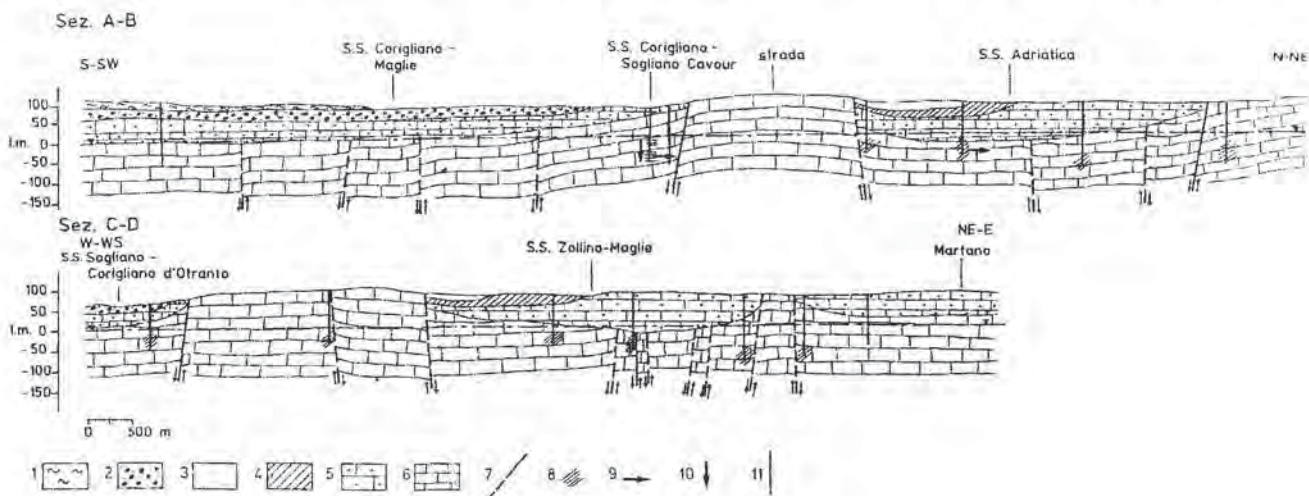 Sez. A-B
S-SW
S.S. Corigliano -
Maglie
S.S. Corigliano -
Sogliano Cavour
strada
S.S. Adriatica
N-NE
100
50
l.m. 0
-50
-100
-150
Sez. C-D
W-WS
S.S. Sogliano -
Corigliano d'Otranto
S.S. Zollino-Maglie
NE-E
Martano
100
50
l.m. 0
-50
-100
-150
0 500 m
1 2 3 4 5 6 7 8 9 10 11